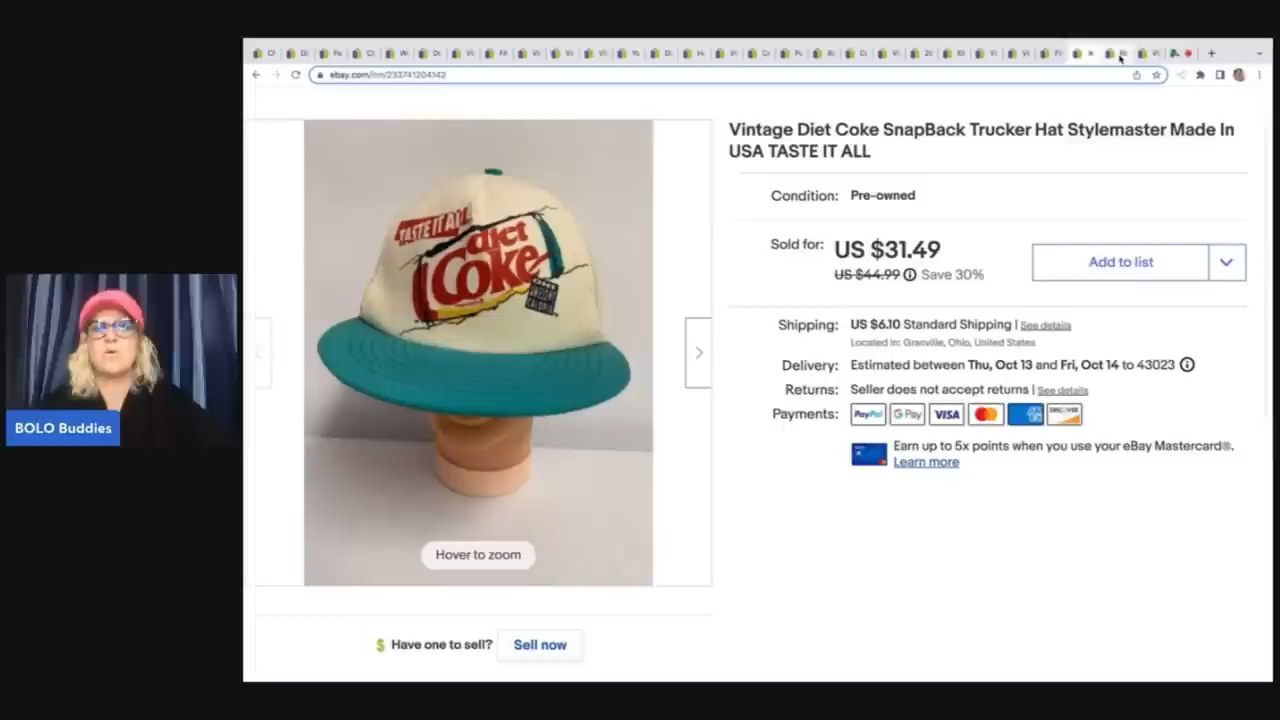 ebay.com/itm/233741204142
Vintage Diet Coke SnapBack Trucker Hat Stylemaster Made In
USA TASTE IT ALL
Condition: Pre-owned
Sold for: US $31.49
US $44.99 Save 30%
Add to list
Shipping: US $6.10 Standard Shipping | See details
Located in: Granville, Ohio, United States
Delivery: Estimated between Thu, Oct 13 and Fri, Oct 14 to 43023
Returns: Seller does not accept returns | See details
Payments: PayPal G Pay VISA DISCOVER
Earn up to 5x points when you use your eBay Mastercard®.
Learn more
TASTE IT ALL
diet
Coke
Hover to zoom
Have one to sell? Sell now
BOLO Buddies